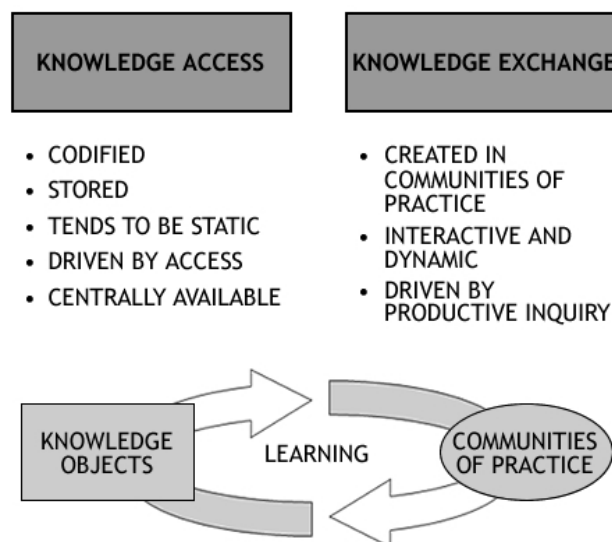 KNOWLEDGE ACCESS
• CODIFIED
• STORED
• TENDS TO BE STATIC
• DRIVEN BY ACCESS
• CENTRALLY AVAILABLE
KNOWLEDGE EXCHANGE
• CREATED IN
COMMUNITIES OF
PRACTICE
• INTERACTIVE AND
DYNAMIC
• DRIVEN BY
PRODUCTIVE INQUIRY
KNOWLEDGE
OBJECTS
LEARNING
COMMUNITIES
OF PRACTICE